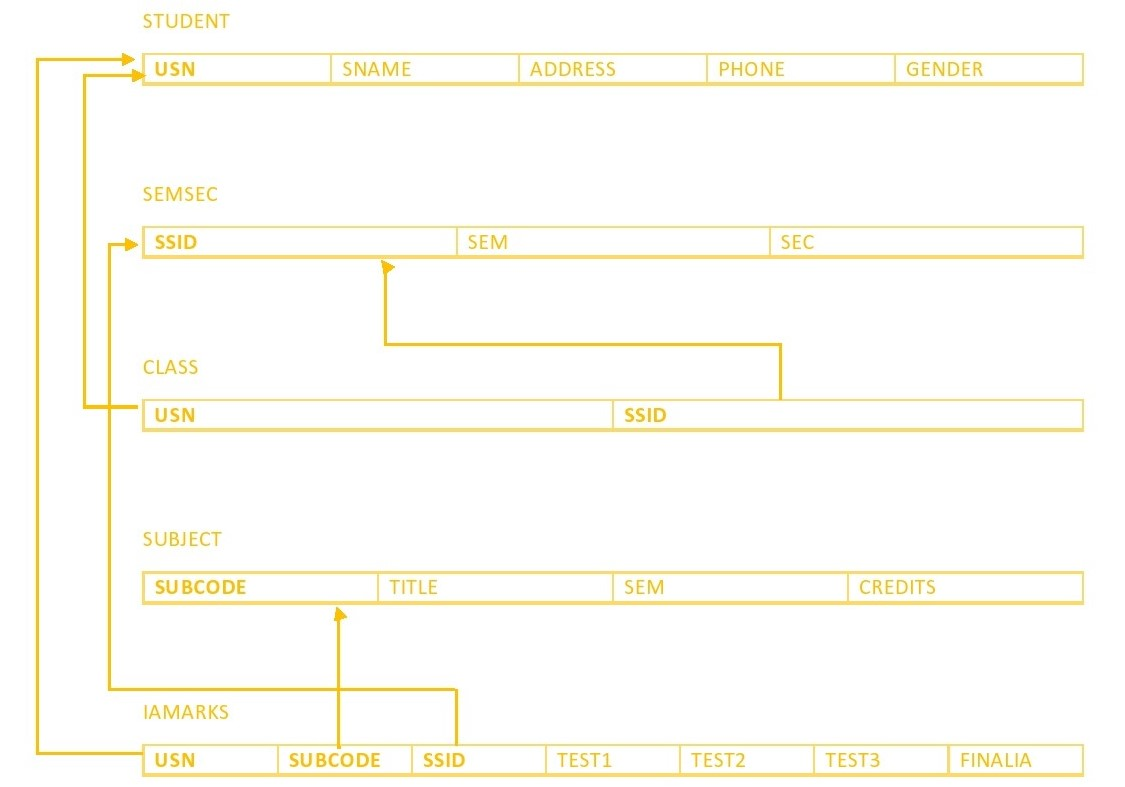 STUDENT
USN SNAME ADDRESS PHONE GENDER
SEMSEC
SSID SEM SEC
CLASS
USN SSID
SUBJECT
SUBCODE TITLE SEM CREDITS
IAMARKS
USN SUBCODE SSID TEST1 TEST2 TEST3 FINALIA